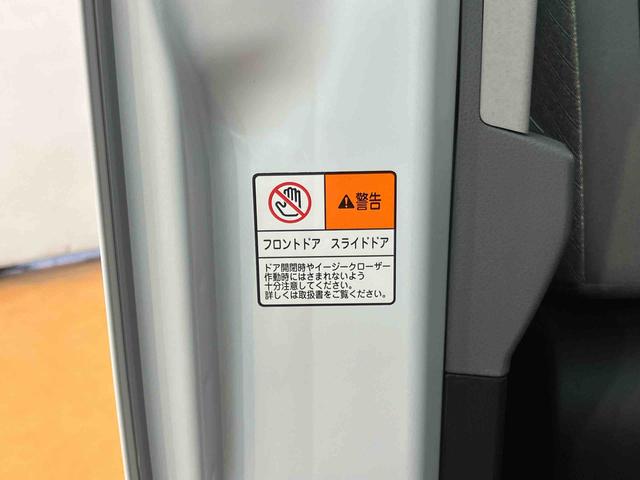 警告
フロントドア スライドドア
ドア開閉時やイージークローザー
作動時にはさまれないよう
十分注意してください。
詳しくは取扱書をご覧ください。